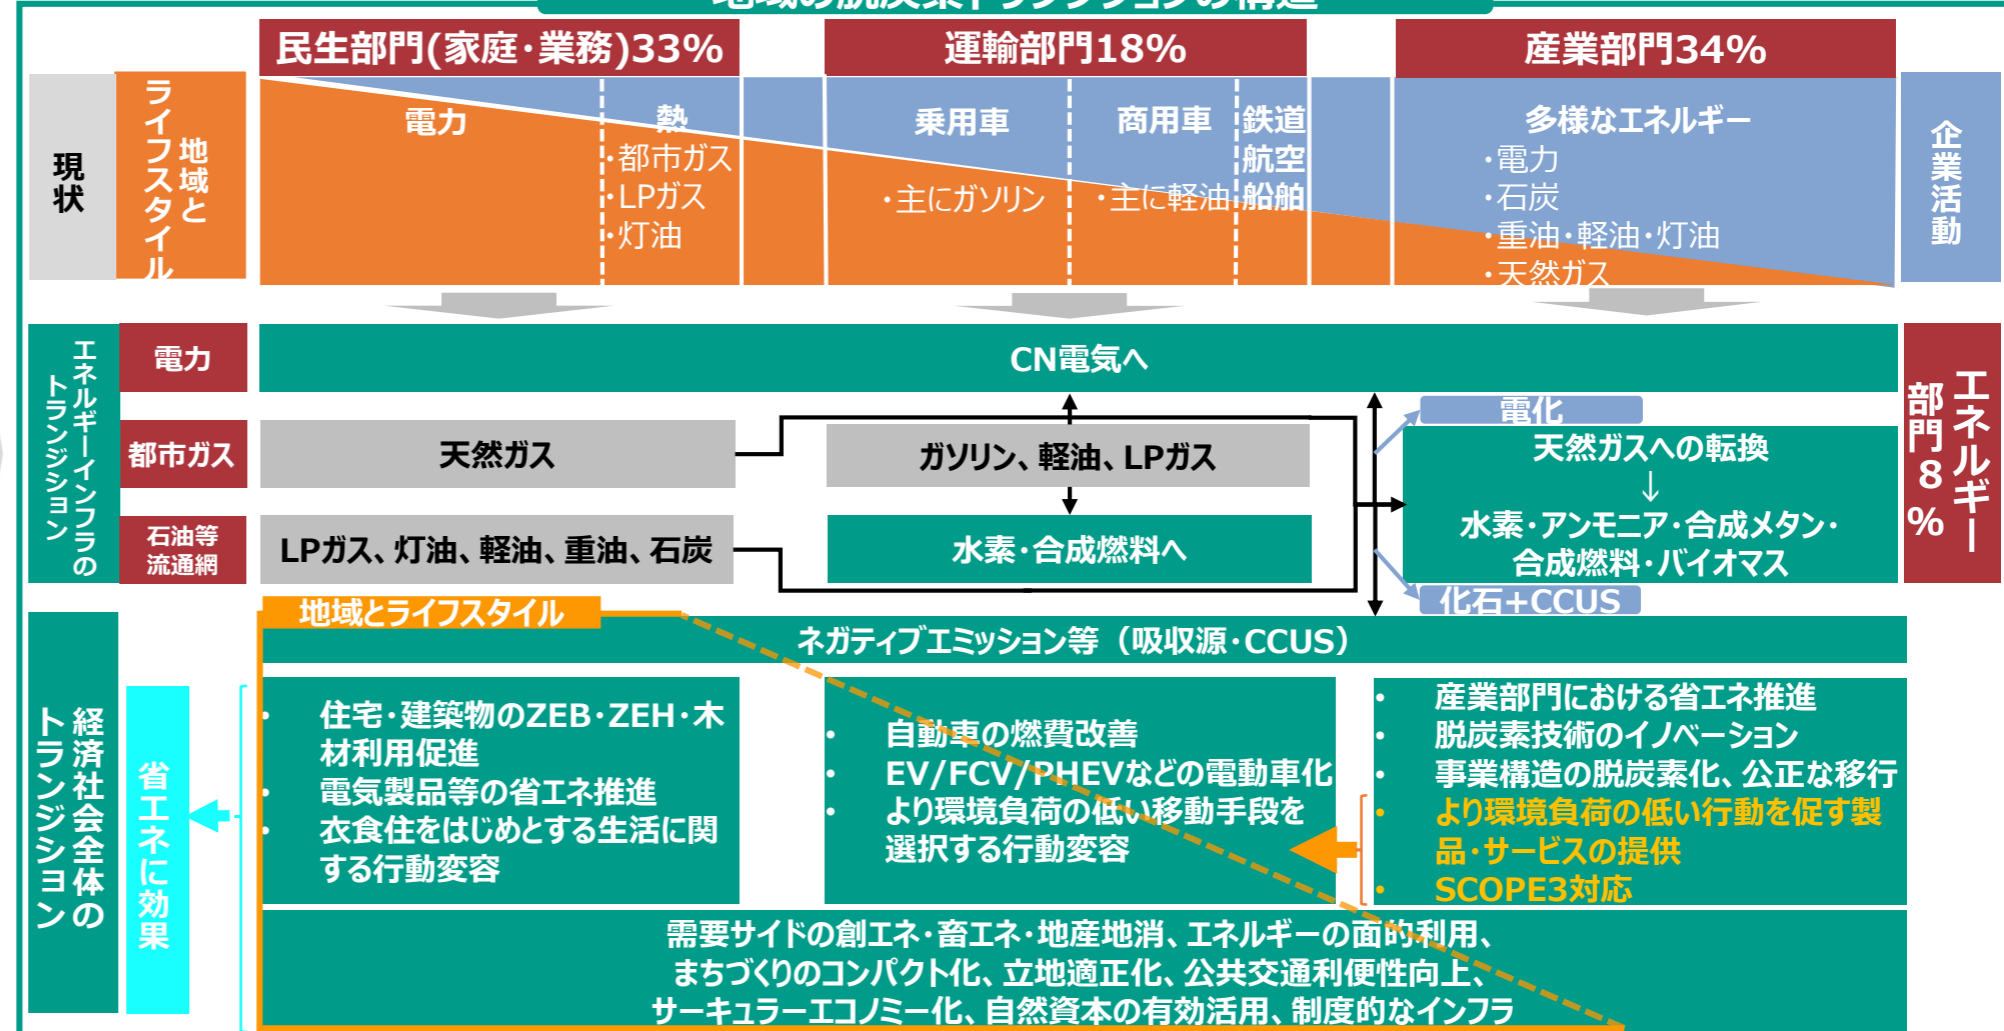 地域の脱炭素トランジションの構造
民生部門(家庭・業務)33%
運輸部門18%
産業部門34%
現状
地域と
ライフスタイル
電力
熱
・都市ガス
・LPガス
・灯油
乗用車
・主にガソリン
商用車
・主に軽油
鉄道
航空
船舶
多様なエネルギー
・電力
・石炭
・重油・軽油・灯油
・天然ガス
企業活動
エネルギーインフラの
トランジション
電力
CN電気へ
都市ガス
天然ガス
ガソリン、軽油、LPガス
石油等
流通網
LPガス、灯油、軽油、重油、石炭
水素・合成燃料へ
電化
天然ガスへの転換
↓
水素・アンモニア・合成メタン・
合成燃料・バイオマス
化石+CCUS
エネルギー
部門8%
地域とライフスタイル
ネガティブエミッション等（吸収源・CCUS）
経済社会全体の
トランジション
省エネに効果
• 住宅・建築物のZEB・ZEH・木
材利用促進
• 電気製品等の省エネ推進
• 衣食住をはじめとする生活に関
する行動変容
• 自動車の燃費改善
• EV/FCV/PHEVなどの電動車化
• より環境負荷の低い移動手段を
選択する行動変容
• 産業部門における省エネ推進
• 脱炭素技術のイノベーション
• 事業構造の脱炭素化、公正な移行
• より環境負荷の低い行動を促す製
品・サービスの提供
• SCOPE3対応
需要サイドの創エネ・畜エネ・地産地消、エネルギーの面的利用、
まちづくりのコンパクト化、立地適正化、公共交通利便性向上、
サーキュラーエコノミー化、自然資本の有効活用、制度的なインフラ